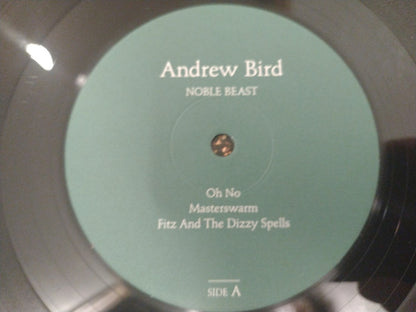 Andrew Bird
NOBLE BEAST
Oh No
Masterswarm
Fitz And The Dizzy Spells
SIDE A